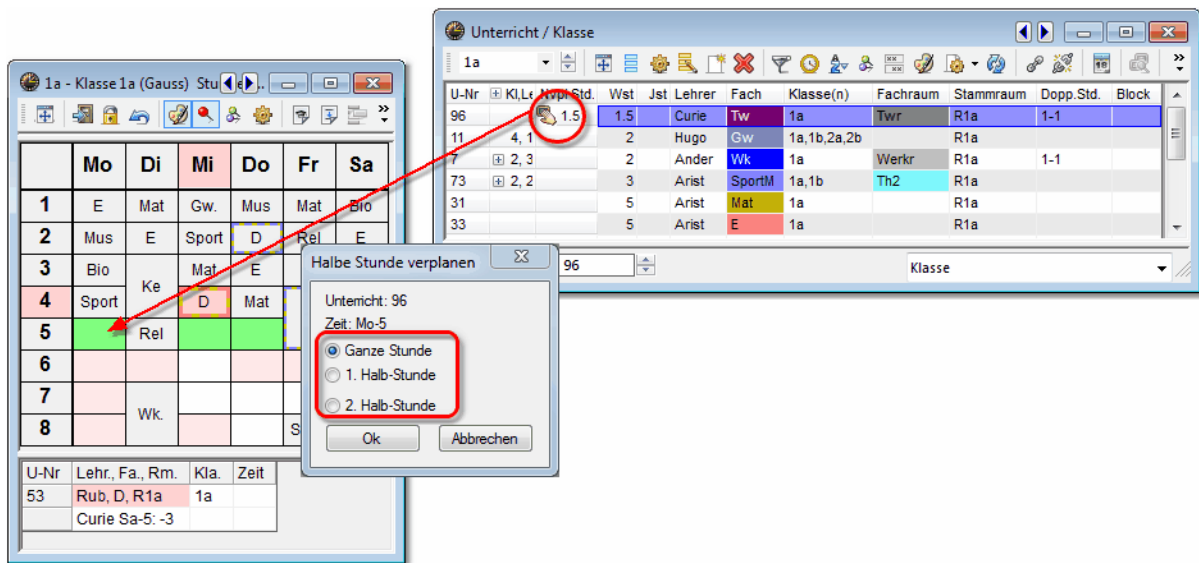 Unterricht / Klasse
1a
U-Nr Kl,Le Nvpl.Std. Wst Jst Lehrer Fach Klasse(n) Fachraum Stammraum Dopp.Std. Block
96 1.5 1.5 Curie Tw 1a Twr R1a 1-1
11 4, 1 2 Hugo Gw 1a,1b,2a,2b R1a
7 2, 3 2 Ander Wk 1a Werkr R1a 1-1
73 2, 2 3 Arist SportM 1a,1b Th2 R1a
31 5 Arist Mat 1a R1a
33 5 Arist E 1a R1a
96 Klasse
1a - Klasse 1a (Gauss)
Mo Di Mi Do Fr Sa
1 E Mat Gw. Mus Mat Bio
2 Mus E Sport D Rel E
3 Bio Ke Mat E
4 Sport D Mat
5 Rel
6
7 Wk.
8 S
U-Nr Lehr., Fa., Rm. Kla. Zeit
53 Rub, D, R1a 1a
Curie Sa-5: -3
Halbe Stunde verplanen
Unterricht: 96
Zeit: Mo-5
Ganze Stunde
1. Halb-Stunde
2. Halb-Stunde
Ok Abbrechen